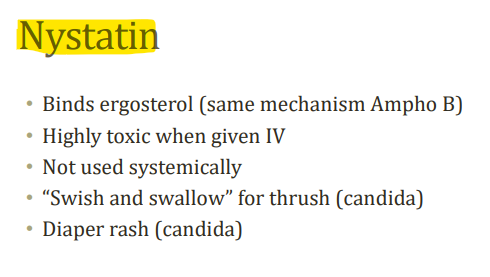 Nystatin
• Binds ergosterol (same mechanism Ampho B)
• Highly toxic when given IV
• Not used systemically
• “Swish and swallow” for thrush (candida)
• Diaper rash (candida)